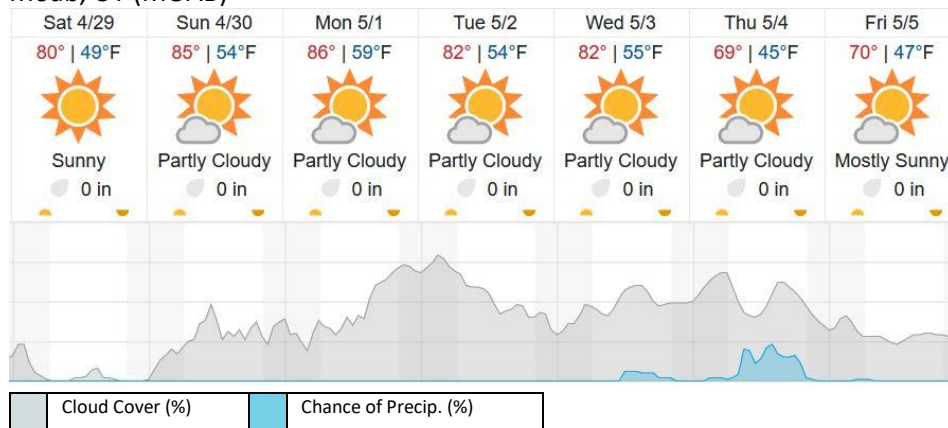 Moab, UT (MOAB)
Sat 4/29 Sun 4/30 Mon 5/1 Tue 5/2 Wed 5/3 Thu 5/4 Fri 5/5
80° | 49°F 85° | 54°F 86° | 59°F 82° | 54°F 82° | 55°F 69° | 45°F 70° | 47°F
Sunny Partly Cloudy Partly Cloudy Partly Cloudy Partly Cloudy Partly Cloudy Mostly Sunny
0 in 0 in 0 in 0 in 0 in 0 in 0 in
Cloud Cover (%) Chance of Precip. (%)